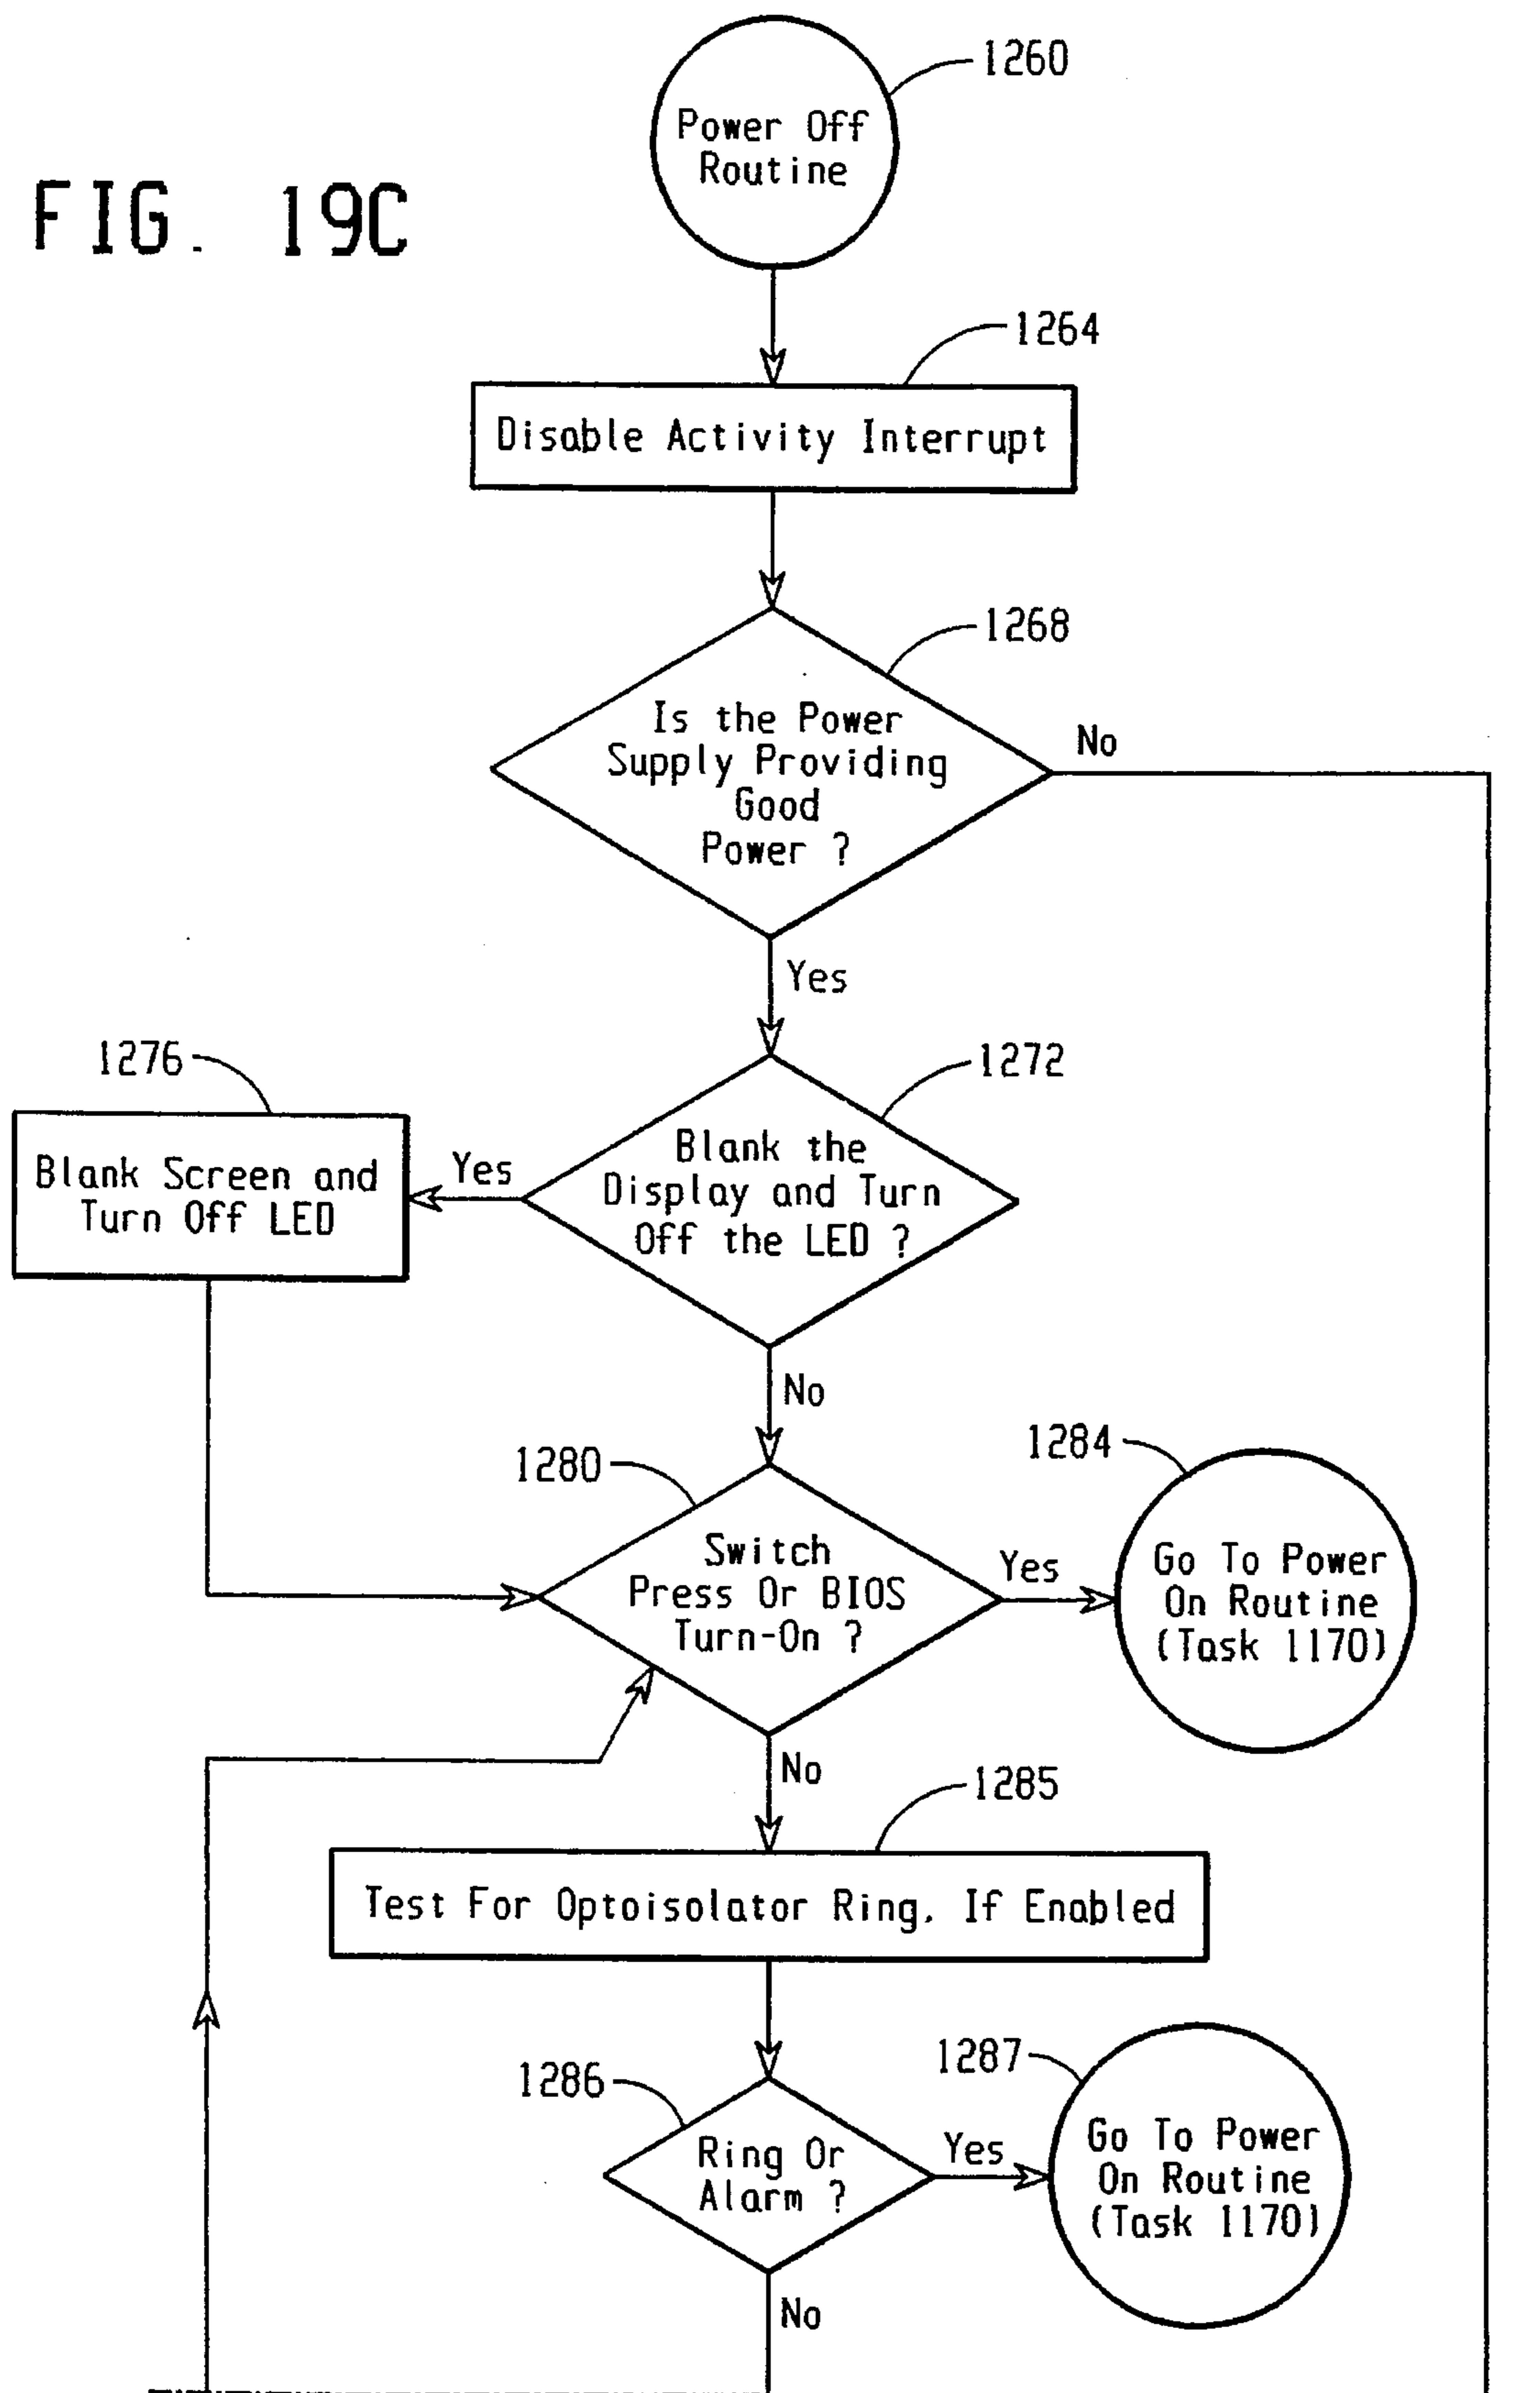 1260
Power Off
Routine
FIG. 19C
1264
Disable Activity Interrupt
1268
Is the Power
Supply Providing
Good
Power ?
No
Yes
1276
1272
Blank Screen and
Turn Off LED
Yes
Blank the
Display and Turn
Off the LED ?
No
1280
1284
Switch
Press Or BIOS
Turn-On ?
Yes
Go To Power
On Routine
(Task 1170)
No
1285
Test For Optoisolator Ring, If Enabled
1286
1287
Ring Or
Alarm ?
Yes
Go To Power
On Routine
(Task 1170)
No